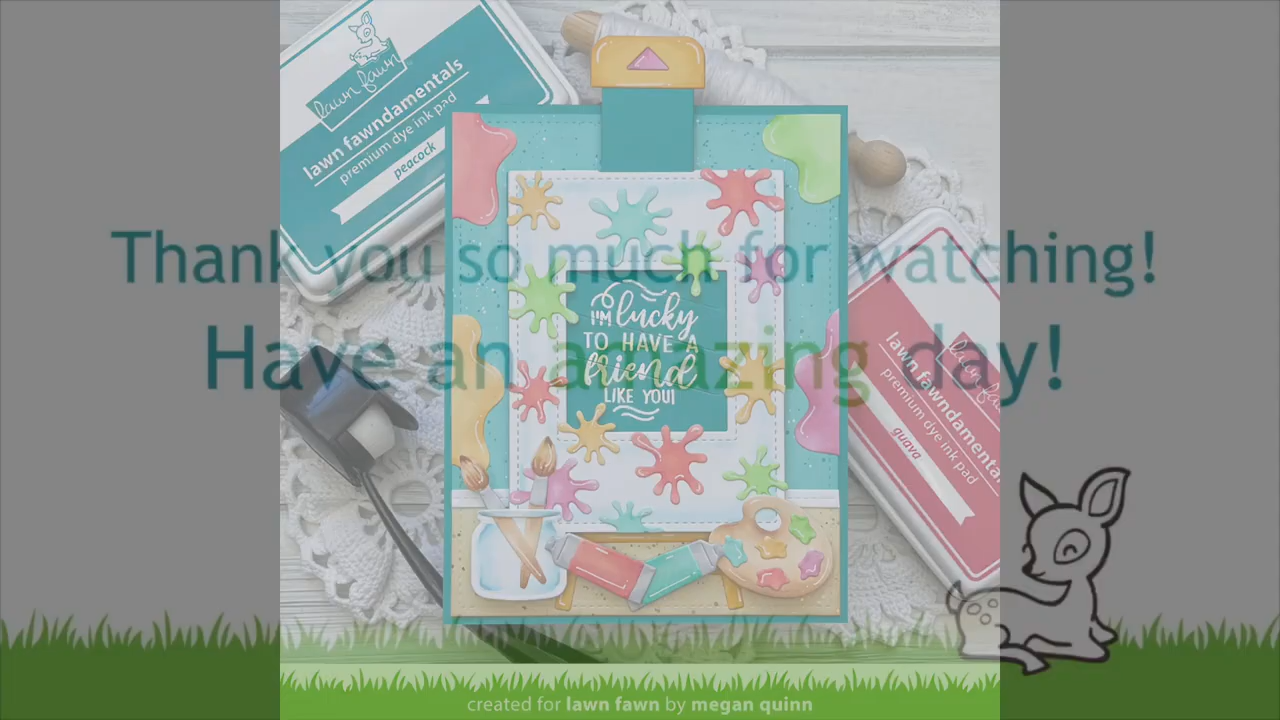 lawn fawn
lawn fawndamentals
premium dye ink pad
peacock
Thank you so much for watching!
Have an amazing day!
I'M lucky
TO HAVE A
friend
LIKE YOU!
lawn fawn
lawn fawndamentals
premium dye ink pad
guava
created for lawn fawn by megan quinn